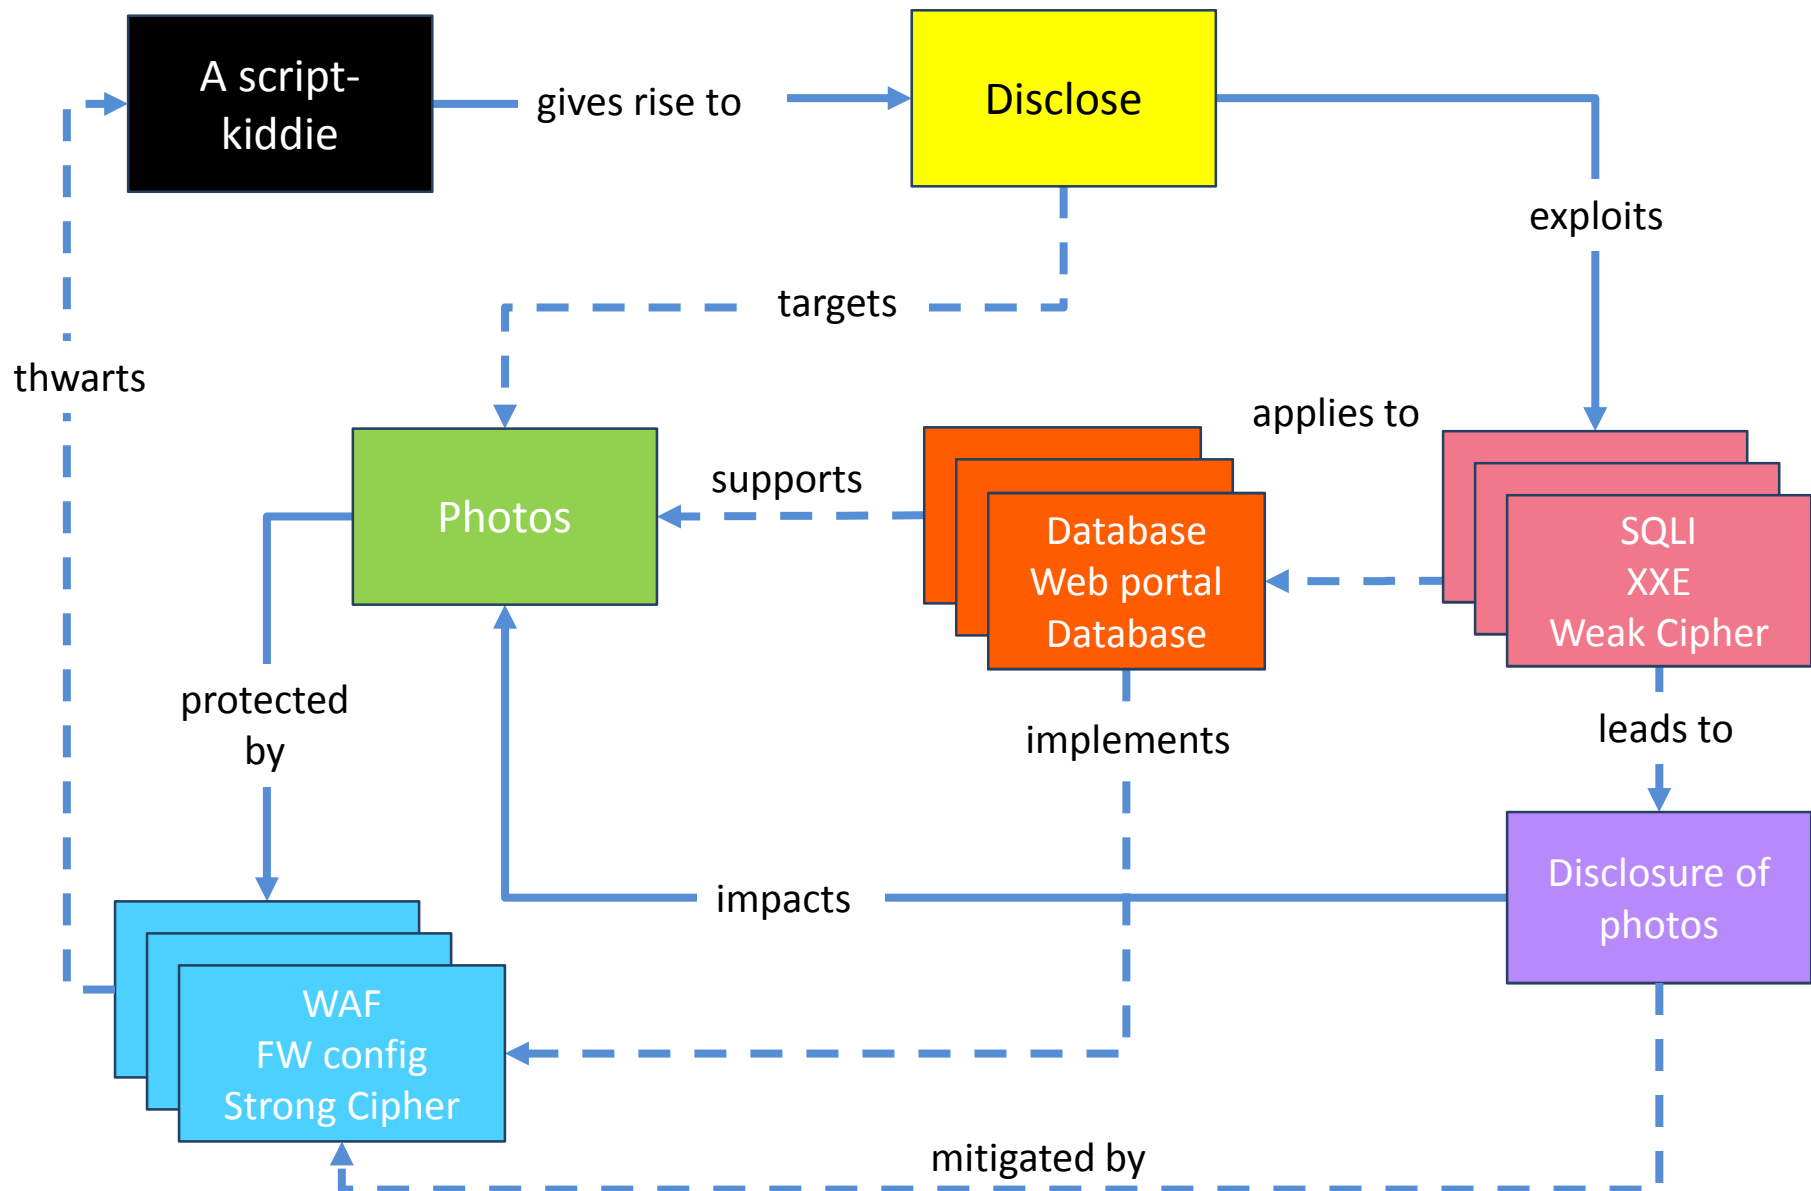 A script-
kiddie
gives rise to
Disclose
exploits
targets
thwarts
applies to
supports
Photos
Database
Web portal
Database
SQLI
XXE
Weak Cipher
protected
by
implements
leads to
impacts
Disclosure of
photos
WAF
FW config
Strong Cipher
mitigated by